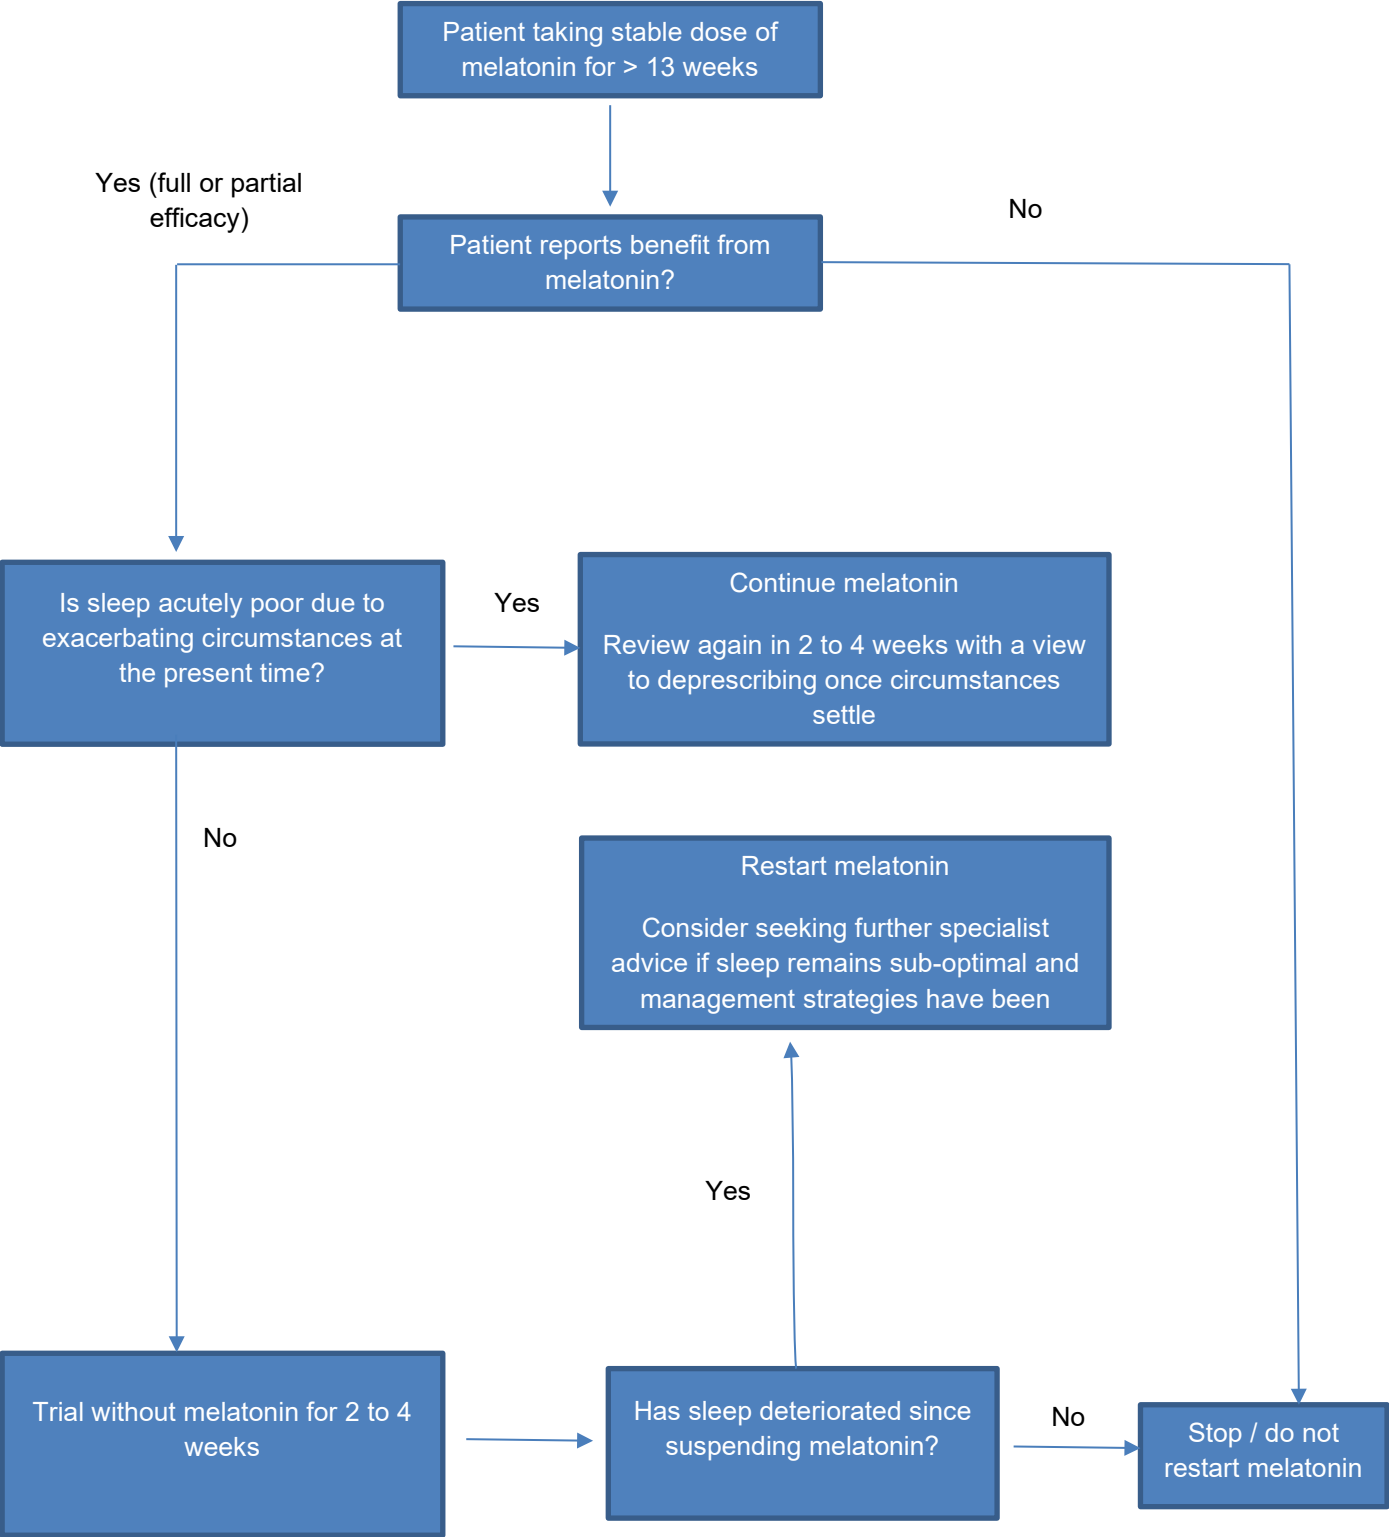 Patient taking stable dose of
melatonin for > 13 weeks
Yes (full or partial
efficacy)
No
Patient reports benefit from
melatonin?
Is sleep acutely poor due to
exacerbating circumstances at
the present time?
Yes
Continue melatonin
Review again in 2 to 4 weeks with a view
to deprescribing once circumstances
settle
No
Restart melatonin
Consider seeking further specialist
advice if sleep remains sub-optimal and
management strategies have been
Yes
Trial without melatonin for 2 to 4
weeks
Has sleep deteriorated since
suspending melatonin?
No
Stop / do not
restart melatonin